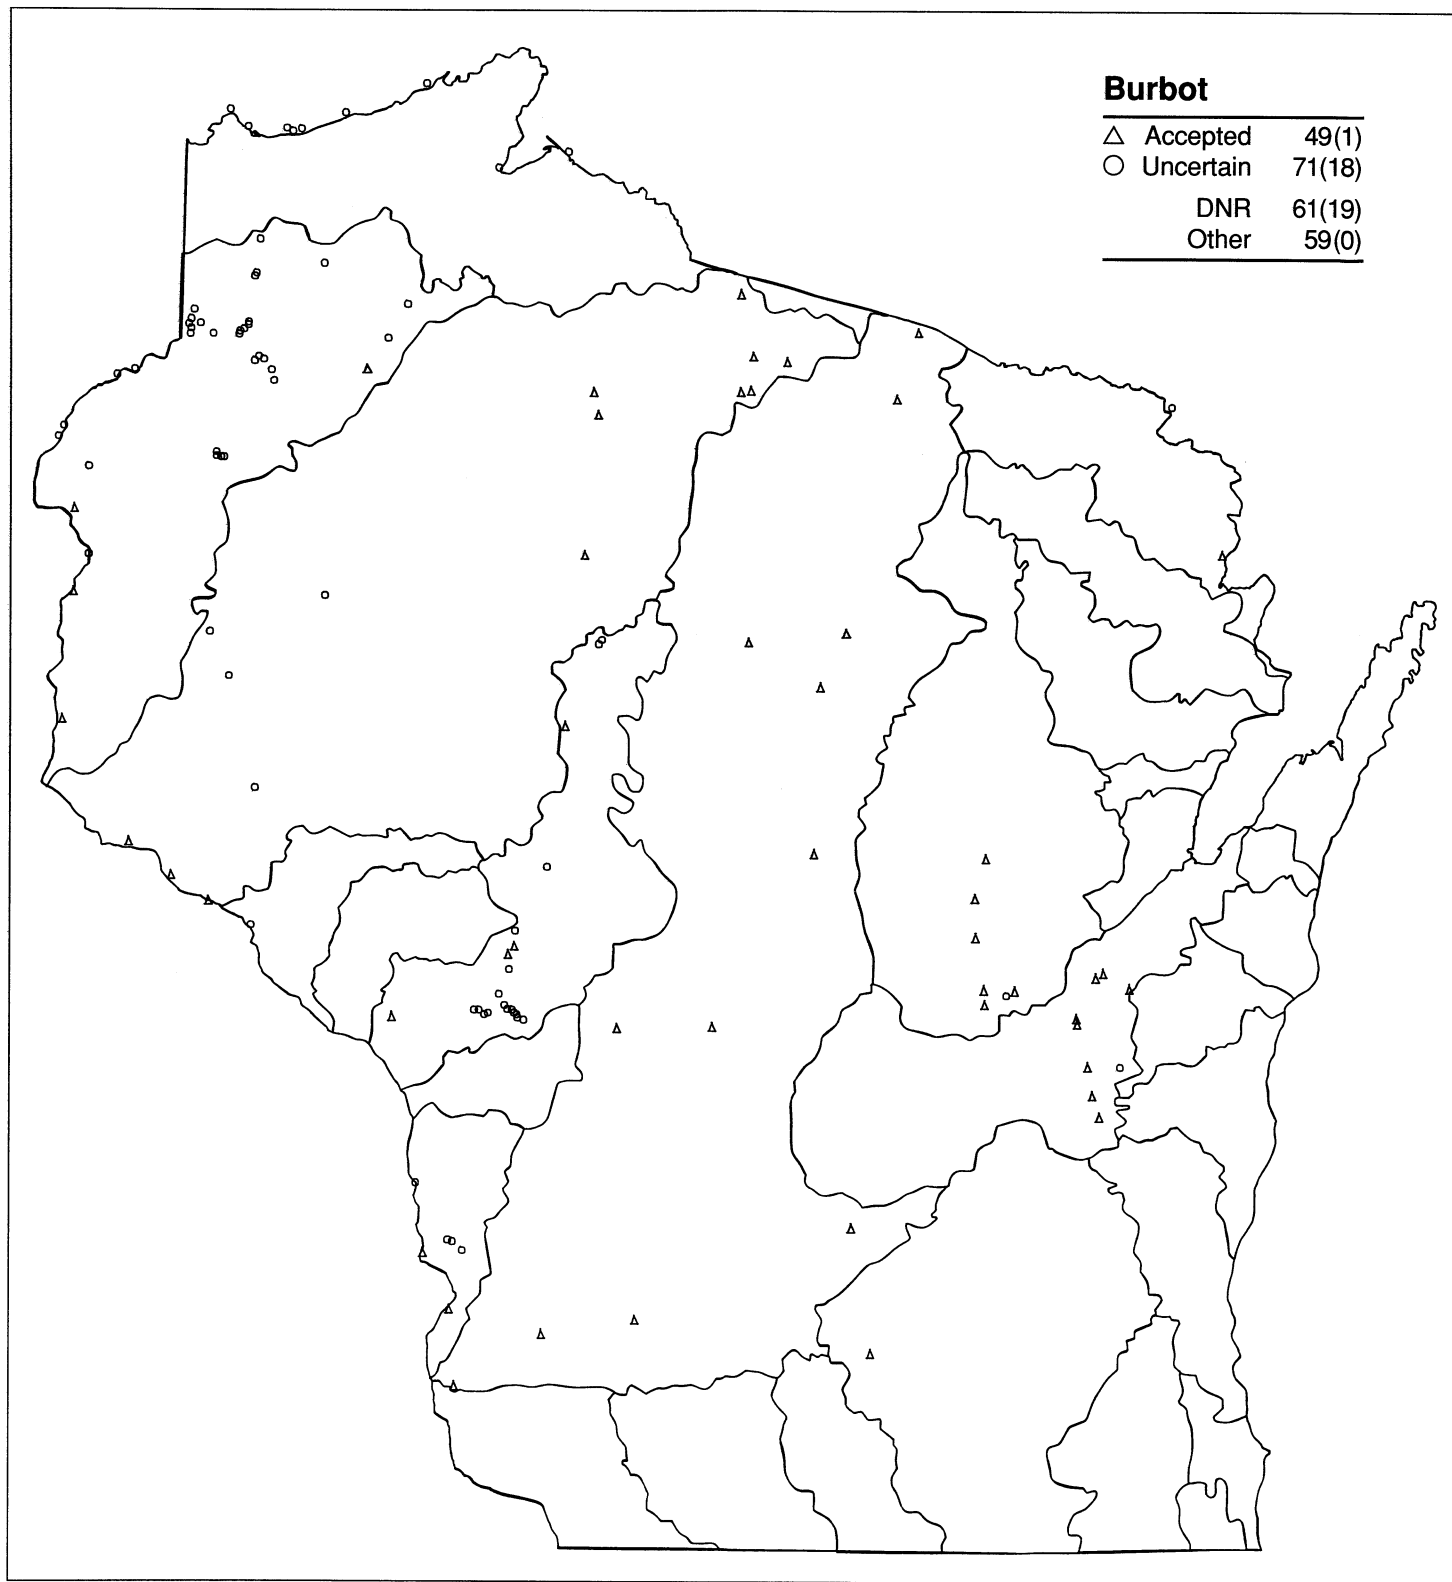 Burbot
△ Accepted 49(1)
○ Uncertain 71(18)
DNR 61(19)
Other 59(0)